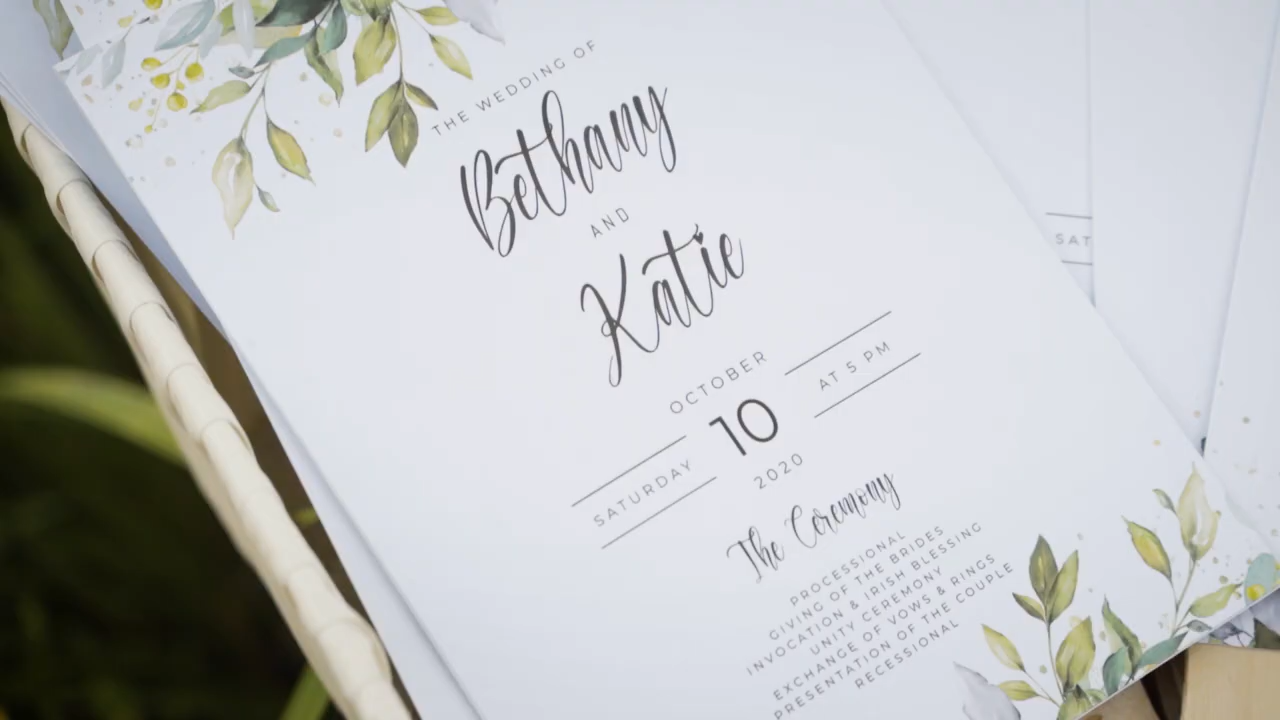 THE WEDDING OF
Bethany
AND
Katie
OCTOBER
SATURDAY 10 AT 5 PM
2020
The Ceremony
PROCESSIONAL
GIVING OF THE BRIDES
INVOCATION & IRISH BLESSING
UNITY CEREMONY
EXCHANGE OF VOWS & RINGS
PRESENTATION OF THE COUPLE
RECESSIONAL
SAT